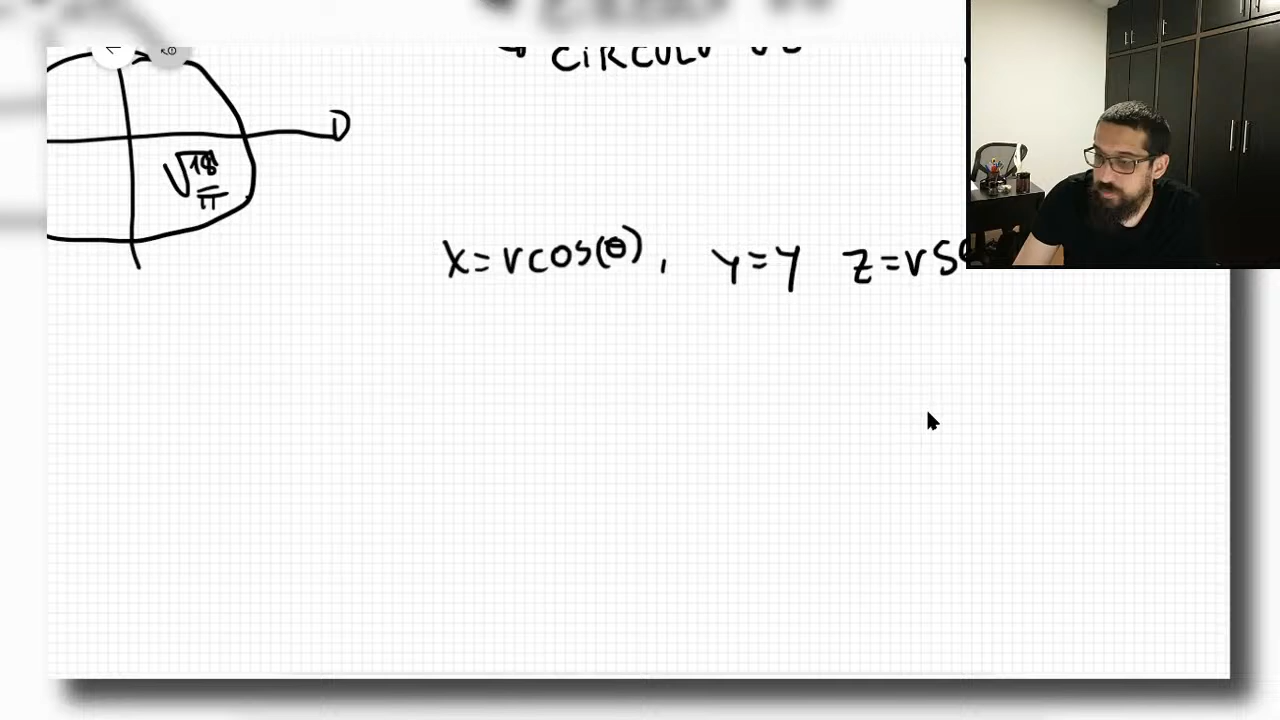 CIRCULO
D
√18/π
x=rcos(θ), y=y z=rs